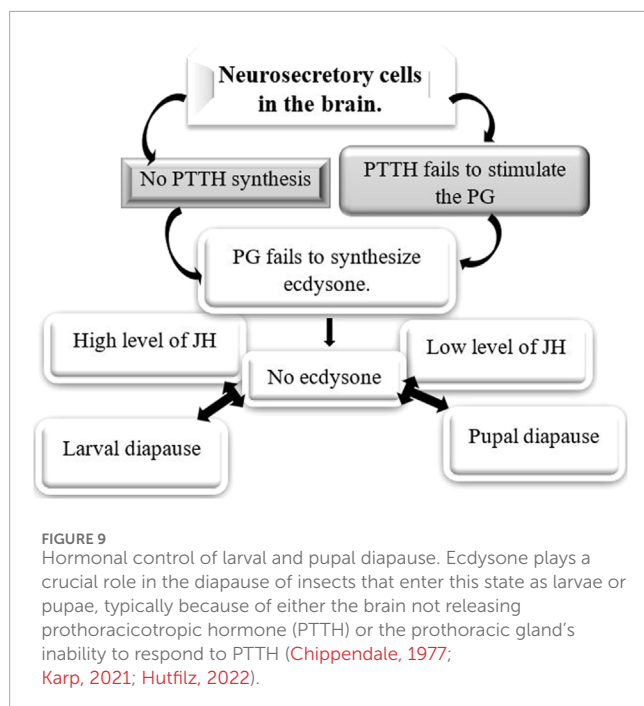 Neurosecretory cells
in the brain.
No PTTH synthesis
PTTH fails to stimulate
the PG
PG fails to synthesize
ecdysone.
High level of JH
Low level of JH
No ecdysone
Larval diapause
Pupal diapause
FIGURE 9
Hormonal control of larval and pupal diapause. Ecdysone plays a
crucial role in the diapause of insects that enter this state as larvae or
pupae, typically because of either the brain not releasing
prothoracicotropic hormone (PTTH) or the prothoracic gland’s
inability to respond to PTTH (Chippendale, 1977;
Karp, 2021; Hutfilz, 2022).